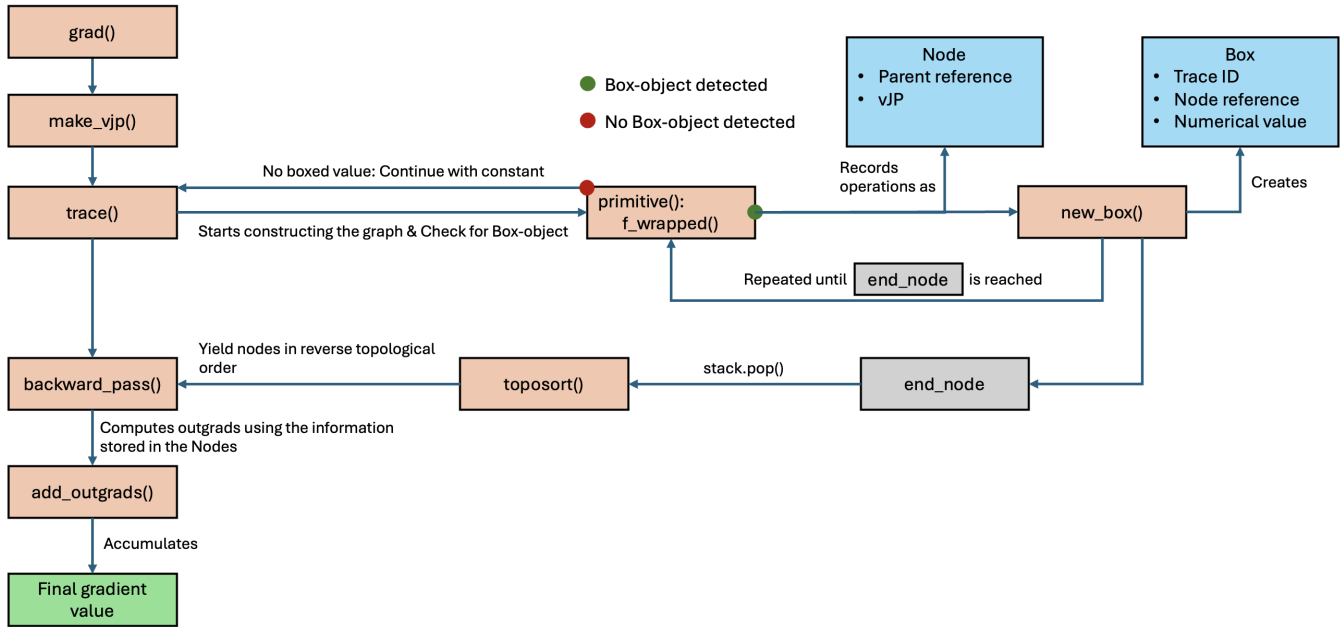 grad()
make_vjp()
Box-object detected
No Box-object detected
Node
• Parent reference
• vJP
Box
• Trace ID
• Node reference
• Numerical value
No boxed value: Continue with constant
trace()
Starts constructing the graph & Check for Box-object
primitive():
f_wrapped()
Records
operations as
new_box()
Creates
Repeated until end_node is reached
Yield nodes in reverse topological
order
backward_pass()
toposort()
stack.pop()
end_node
Computes outgrads using the information
stored in the Nodes
add_outgrads()
Accumulates
Final gradient
value